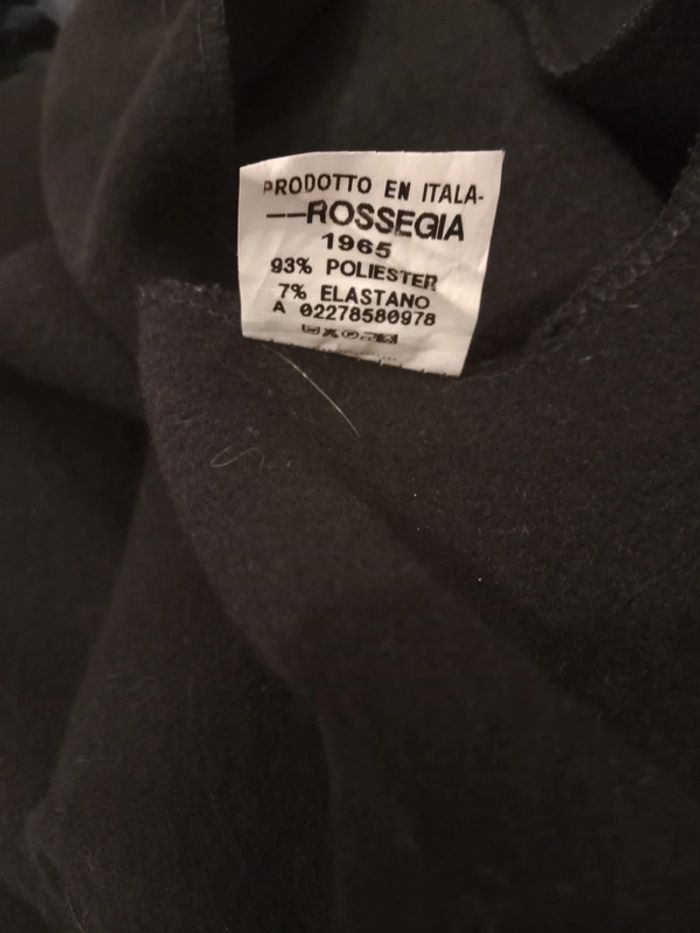 PRODOTTO EN ITALA-
--ROSSEGIA
1965
93% POLIESTER
7% ELASTANO
A 02278580978